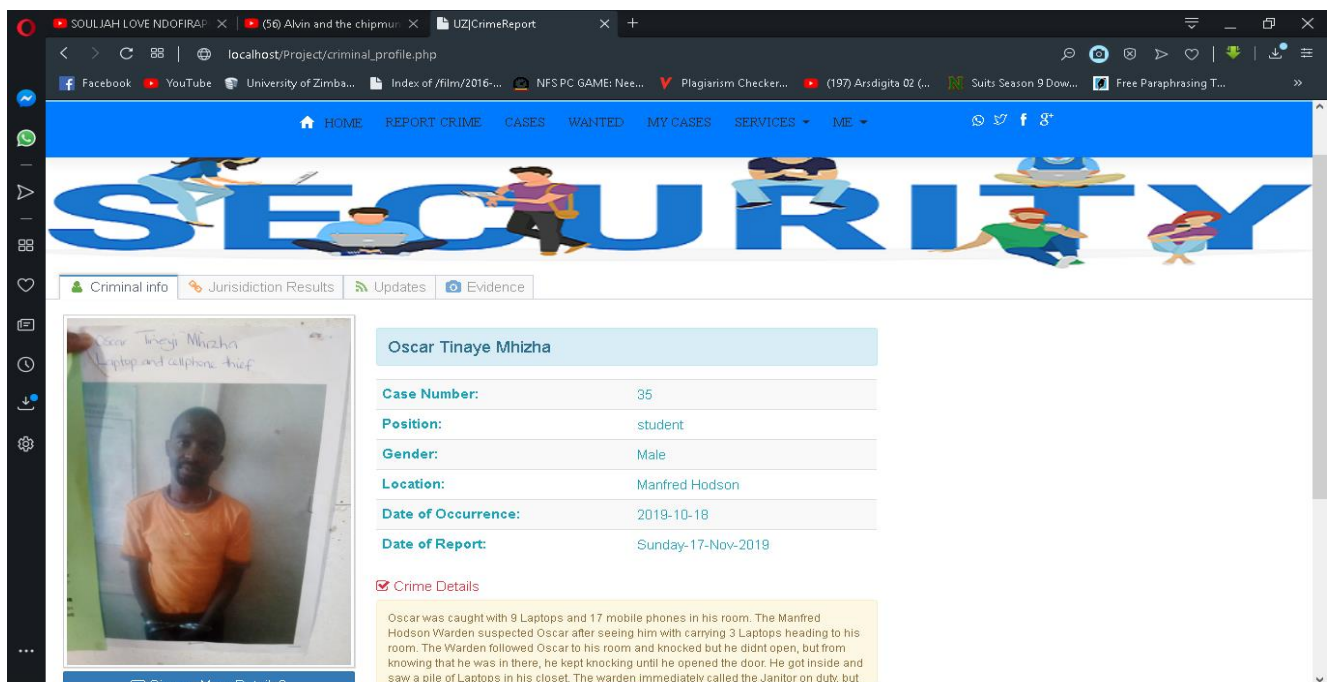 SOULJAH LOVE NDOFIRAP
(56) Alvin and the chipmun
UZ|CrimeReport
localhost/Project/criminal_profile.php
Facebook
YouTube
University of Zimba...
Index of /film/2016-...
NFS PC GAME: Nee...
Plagiarism Checker...
(197) Arsdigita 02 (...
Suits Season 9 Dow...
Free Paraphrasing T...
HOME REPORT CRIME CASES WANTED MY CASES SERVICES ME
SECURITY
Criminal info
Jurisidiction Results
Updates
Evidence
Oscar Tineyi Mhizha
Laptop and cellphone thief
Oscar Tinaye Mhizha
Case Number: 35
Position: student
Gender: Male
Location: Manfred Hodson
Date of Occurrence: 2019-10-18
Date of Report: Sunday-17-Nov-2019
Crime Details
Oscar was caught with 9 Laptops and 17 mobile phones in his room. The Manfred
Hodson Warden suspected Oscar after seeing him with carrying 3 Laptops heading to his
room. The Warden followed Oscar to his room and knocked but he didnt open, but from
knowing that he was in there, he kept knocking until he opened the door. He got inside and
saw a pile of Laptops in his closet. The warden immediately called the Janitor on duty, but